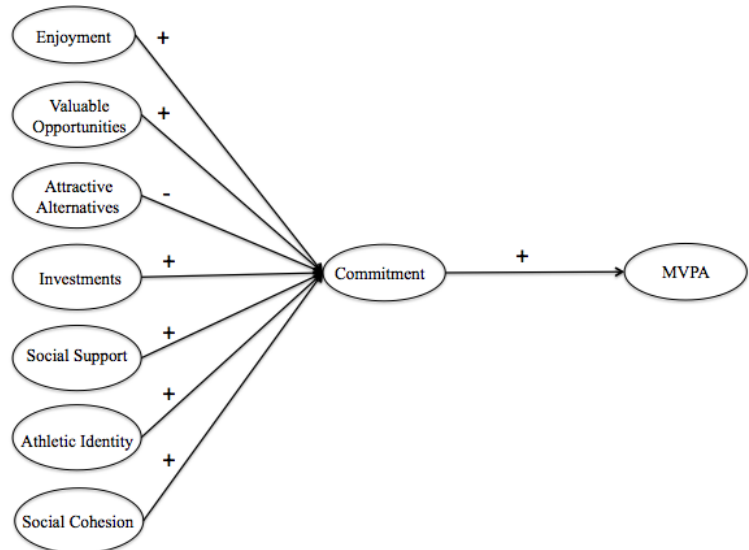 Enjoyment
+
Valuable
Opportunities
+
Attractive
Alternatives
-
Investments
+
Social Support
+
Athletic Identity
+
Social Cohesion
+
Commitment
+
MVPA